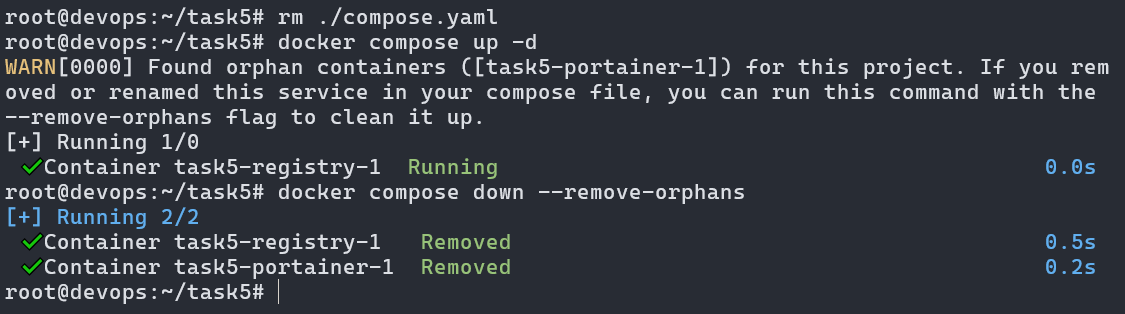 root@devops:~/task5# rm ./compose.yaml
root@devops:~/task5# docker compose up -d
WARN[0000] Found orphan containers ([task5-portainer-1]) for this project. If you rem
oved or renamed this service in your compose file, you can run this command with the
--remove-orphans flag to clean it up.
[+] Running 1/0
✔Container task5-registry-1  Running 0.0s
root@devops:~/task5# docker compose down --remove-orphans
[+] Running 2/2
✔Container task5-registry-1   Removed 0.5s
✔Container task5-portainer-1  Removed 0.2s
root@devops:~/task5#